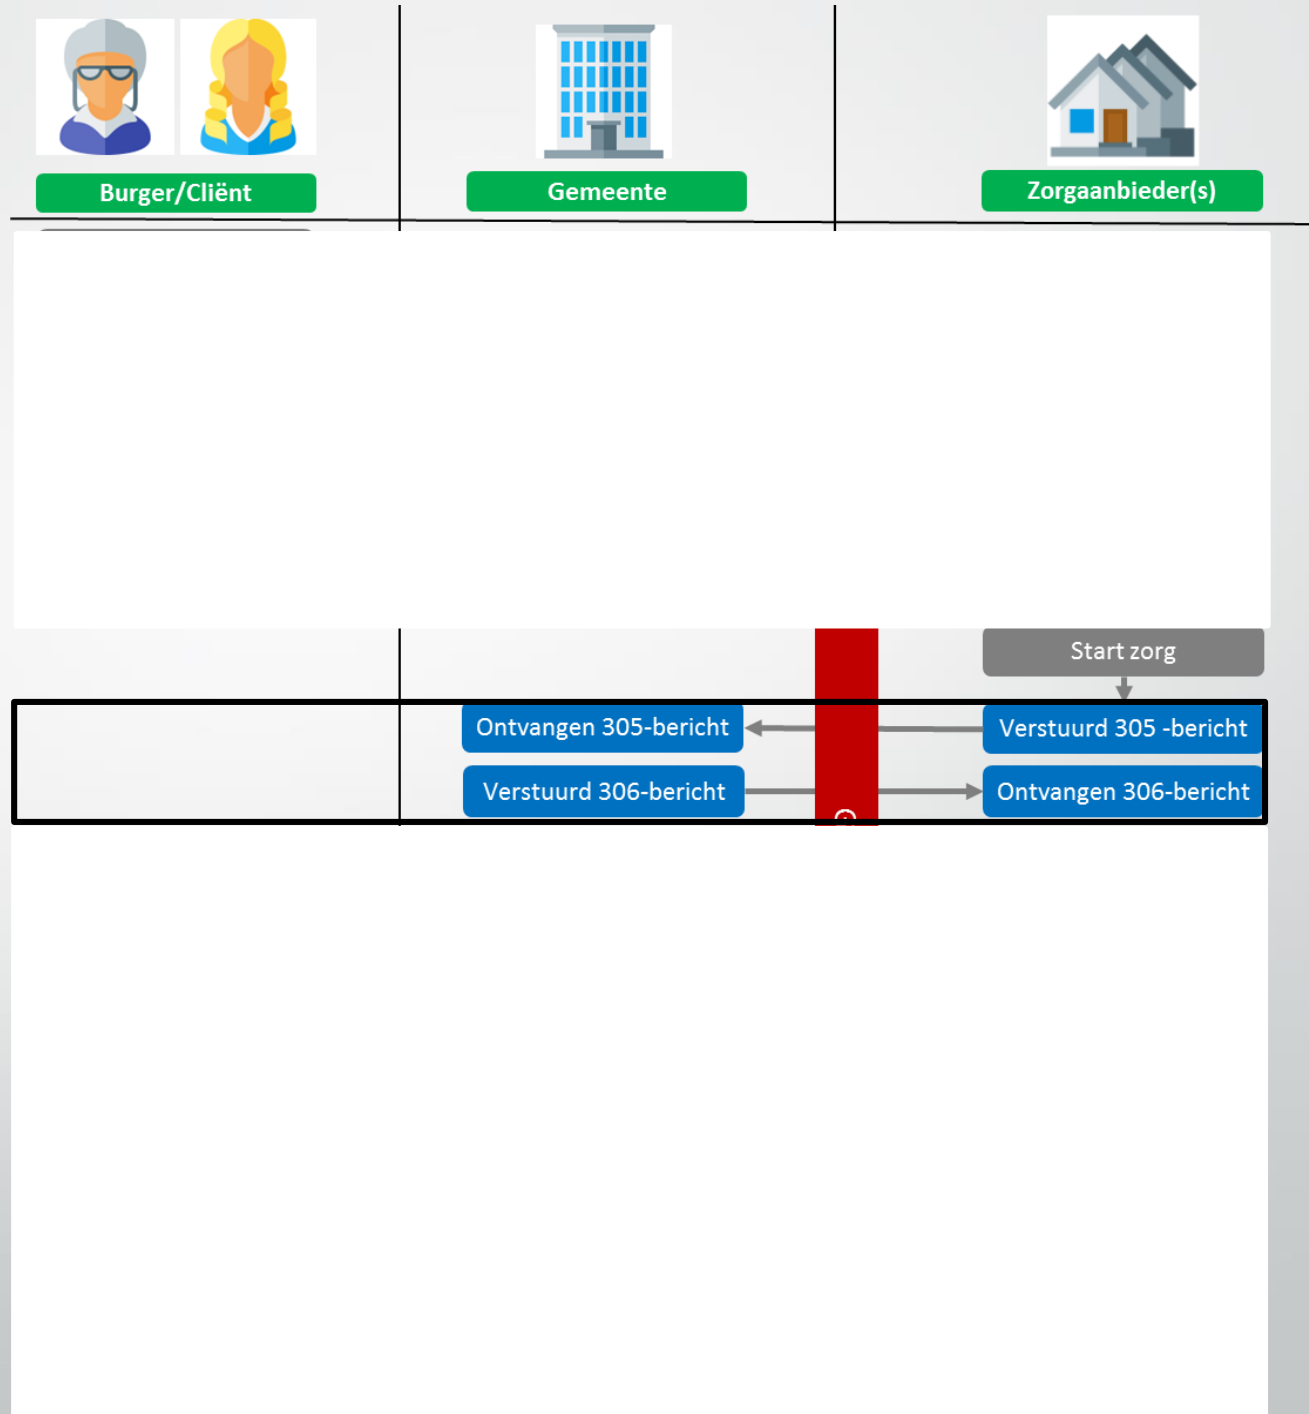 Burger/Cliënt
Gemeente
Zorgaanbieder(s)
Start zorg
Ontvangen 305-bericht
Verstuurd 305 -bericht
Verstuurd 306-bericht
Ontvangen 306-bericht